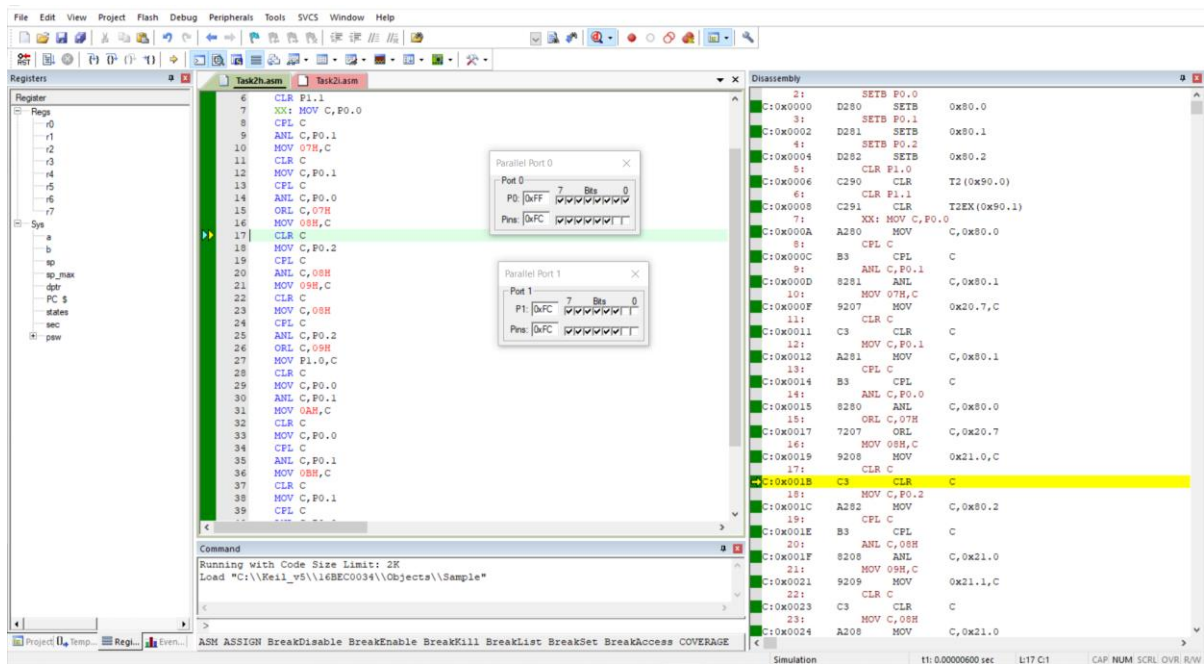 File Edit View Project Flash Debug Peripherals Tools SVCS Window Help
Registers
Register
Regs
r0
r1
r2
r3
r4
r5
r6
r7
Sys
a
b
sp
sp_max
dptr
PC $
states
sec
psw
Project Temp... Regi... Even...
Task2h.asm Task2i.asm
6 CLR P1.1
7 XX: MOV C,P0.0
8 CPL C
9 ANL C,P0.1
10 MOV 07H,C
11 CLR C
12 MOV C,P0.1
13 CPL C
14 ANL C,P0.0
15 ORL C,07H
16 MOV 08H,C
17 CLR C
18 MOV C,P0.2
19 CPL C
20 ANL C,08H
21 MOV 09H,C
22 CLR C
23 MOV C,08H
24 CPL C
25 ANL C,P0.2
26 ORL C,09H
27 MOV P1.0,C
28 CLR C
29 MOV C,P0.0
30 ANL C,P0.1
31 MOV 0AH,C
32 CLR C
33 MOV C,P0.0
34 CPL C
35 ANL C,P0.1
36 MOV 0BH,C
37 CLR C
38 MOV C,P0.1
39 CPL C
Parallel Port 0
Port 0
7 Bits 0
P0: 0xFF
Pins: 0xFC
Parallel Port 1
Port 1
7 Bits 0
P1: 0xFC
Pins: 0xFC
Command
Running with Code Size Limit: 2K
Load "C:\\Keil_v5\\16BEC0034\\Objects\\Sample"
>
ASM ASSIGN BreakDisable BreakEnable BreakKill BreakList BreakSet BreakAccess COVERAGE
Disassembly
2: SETB P0.0
C:0x0000 D280 SETB 0x80.0
3: SETB P0.1
C:0x0002 D281 SETB 0x80.1
4: SETB P0.2
C:0x0004 D282 SETB 0x80.2
5: CLR P1.0
C:0x0006 C290 CLR T2(0x90.0)
6: CLR P1.1
C:0x0008 C291 CLR T2EX(0x90.1)
7: XX: MOV C,P0.0
C:0x000A A280 MOV C,0x80.0
8: CPL C
C:0x000C B3 CPL C
9: ANL C,P0.1
C:0x000D 8281 ANL C,0x80.1
10: MOV 07H,C
C:0x000F 9207 MOV 0x20.7,C
11: CLR C
C:0x0011 C3 CLR C
12: MOV C,P0.1
C:0x0012 A281 MOV C,0x80.1
13: CPL C
C:0x0014 B3 CPL C
14: ANL C,P0.0
C:0x0015 8280 ANL C,0x80.0
15: ORL C,07H
C:0x0017 7207 ORL C,0x20.7
16: MOV 08H,C
C:0x0019 9208 MOV 0x21.0,C
17: CLR C
C:0x001B C3 CLR C
18: MOV C,P0.2
C:0x001C A282 MOV C,0x80.2
19: CPL C
C:0x001E B3 CPL C
20: ANL C,08H
C:0x001F 8208 ANL C,0x21.0
21: MOV 09H,C
C:0x0021 9209 MOV 0x21.1,C
22: CLR C
C:0x0023 C3 CLR C
23: MOV C,08H
C:0x0024 A208 MOV C,0x21.0
Simulation t1: 0.00000600 sec L:17 C:1 CAP NUM SCRL OVR R/W